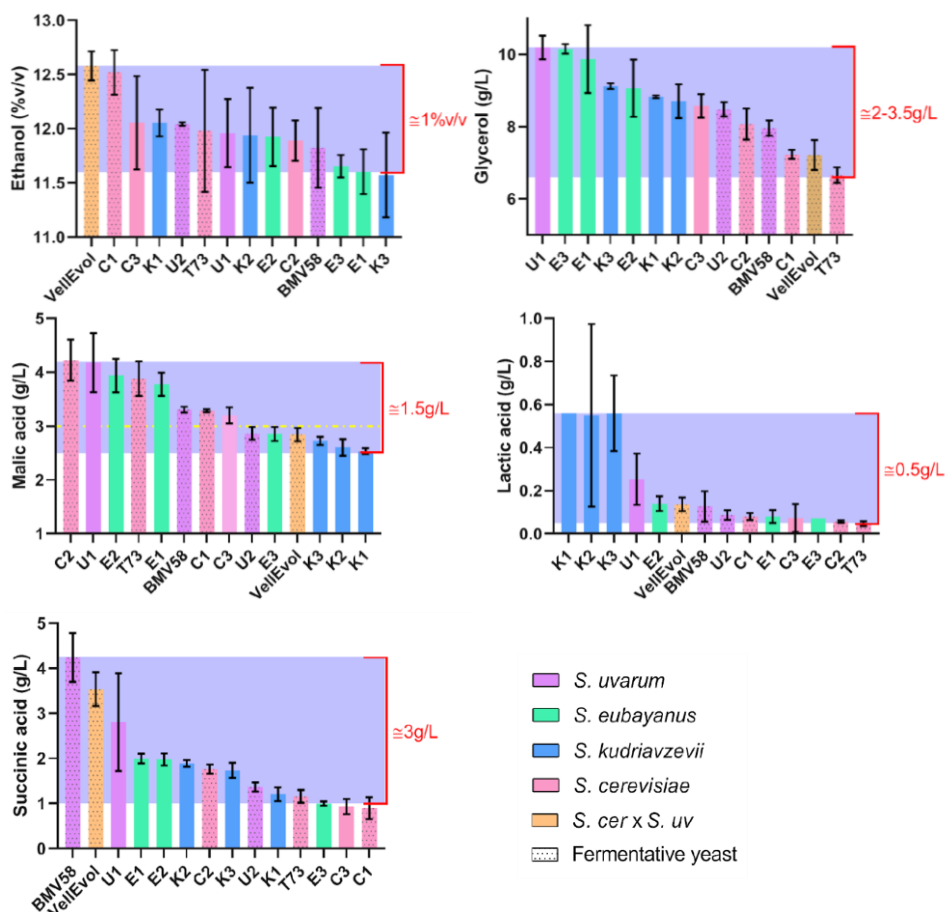 Ethanol (%v/v)
13.0
12.5
12.0
11.5
11.0
≅1%v/v
VellEvol C1 C3 K1 U2 T73 U1 K2 E2 C2 BMV58 E3 E1 K3
Glycerol (g/L)
10
8
6
≅2-3.5g/L
U1 E3 E1 K3 E2 K1 K2 C3 U2 C2 BMV58 C1 VellEvol T73
Malic acid (g/L)
5
4
3
2
1
≅1.5g/L
C2 U1 E2 T73 E1 BMV58 C1 C3 U2 E3 VellEvol K3 K2 K1
Lactic acid (g/L)
1.0
0.8
0.6
0.4
0.2
0.0
≅0.5g/L
K1 K2 K3 U1 E2 VellEvol BMV58 U2 C1 E1 C3 E3 C2 T73
Succinic acid (g/L)
5
4
3
2
1
0
≅3g/L
BMV58 VellEvol U1 E1 E2 K2 C2 K3 U2 K1 T73 E3 C3 C1
S. uvarum
S. eubayanus
S. kudriavzevii
S. cerevisiae
S. cer x S. uv
Fermentative yeast